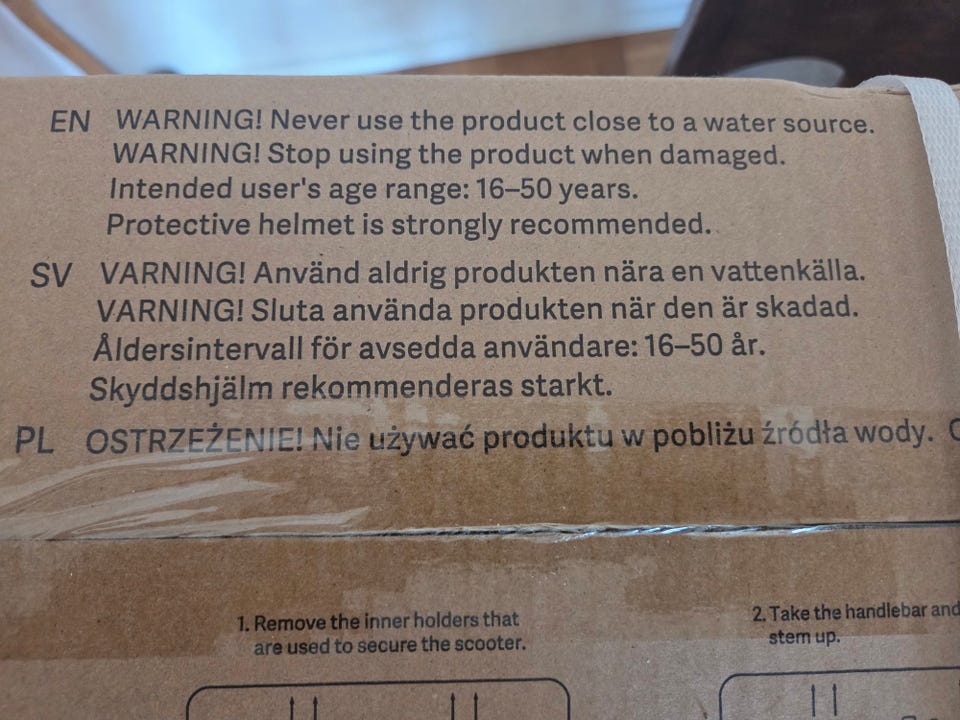 EN WARNING! Never use the product close to a water source.
WARNING! Stop using the product when damaged.
Intended user's age range: 16–50 years.
Protective helmet is strongly recommended.
SV VARNING! Använd aldrig produkten nära en vattenkälla.
VARNING! Sluta använda produkten när den är skadad.
Åldersintervall för avsedda användare: 16–50 år.
Skyddshjälm rekommenderas starkt.
PL OSTRZEŻENIE! Nie używać produktu w pobliżu źródła wody.
1. Remove the inner holders that
are used to secure the scooter.
2. Take the handlebar and
stem up.